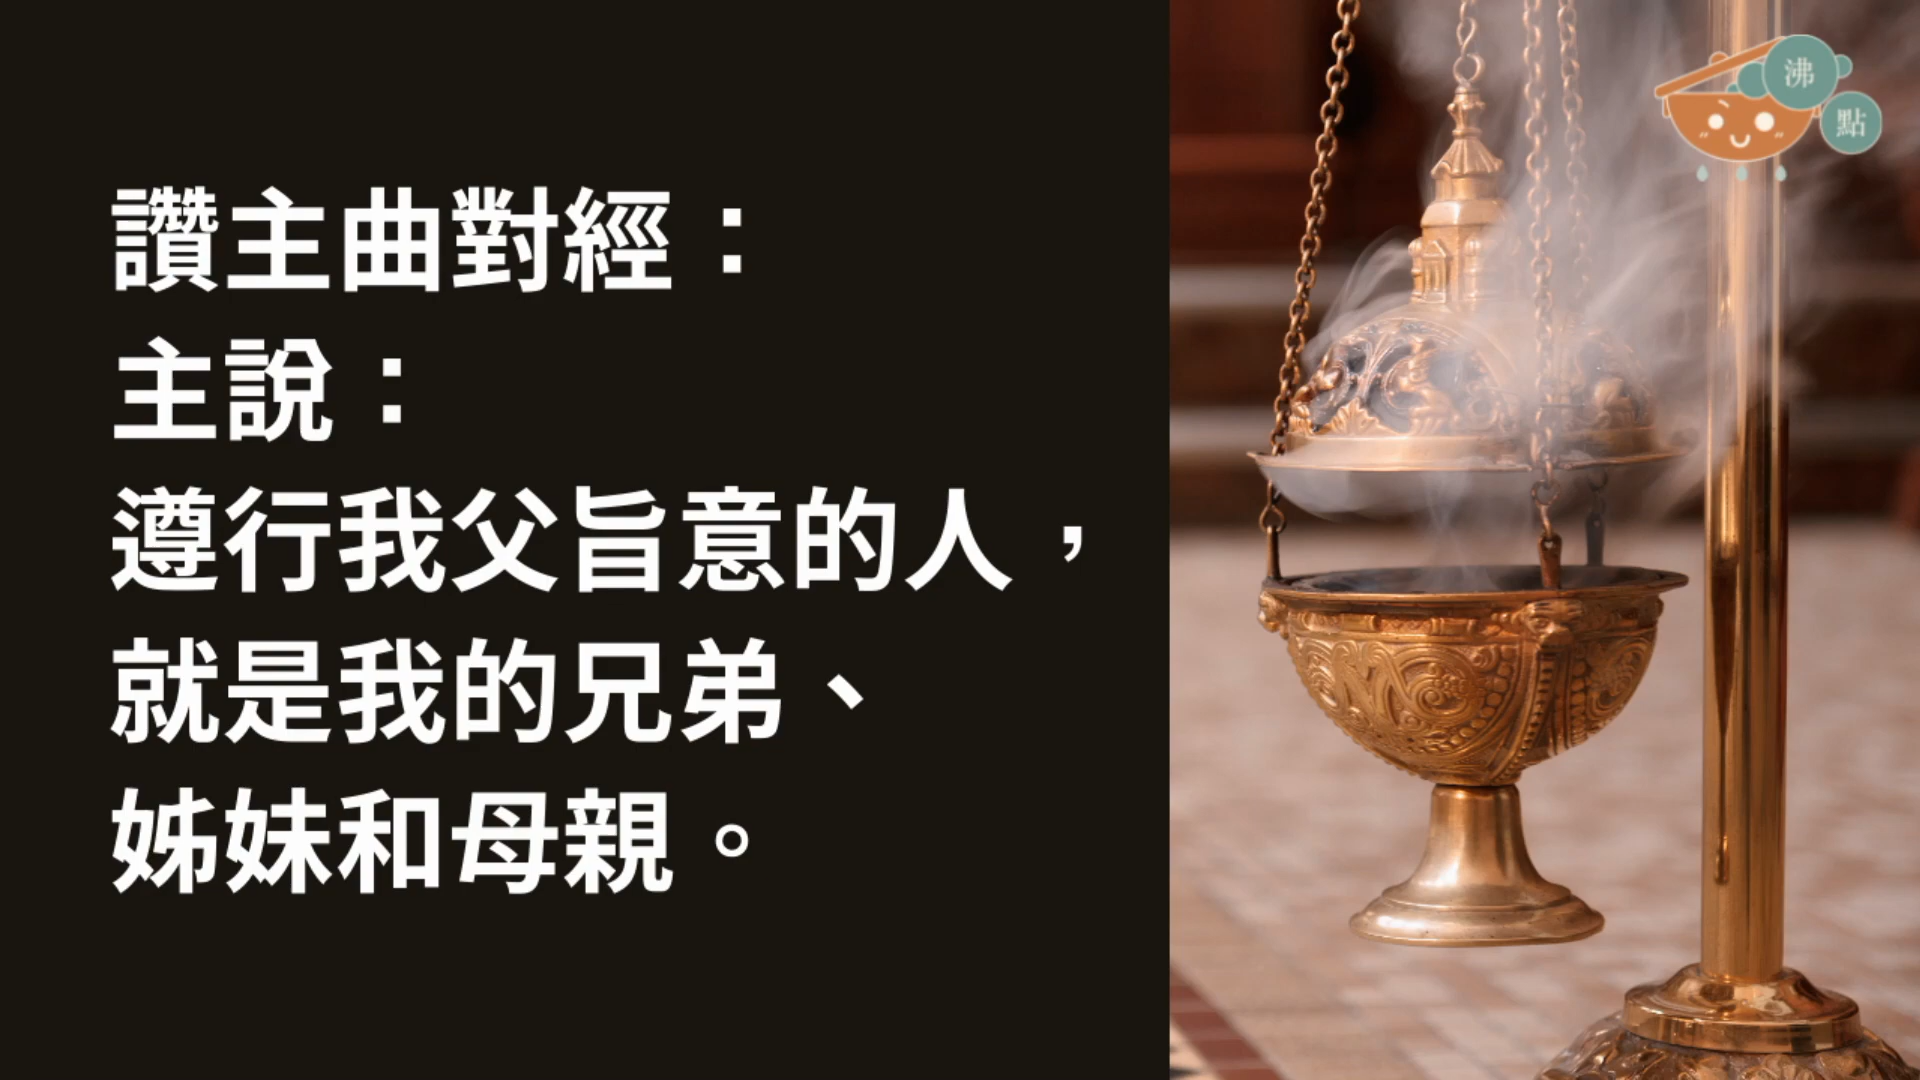 讚主曲對經：
主說：
遵行我父旨意的人，
就是我的兄弟、
姊妹和母親。
沸
點